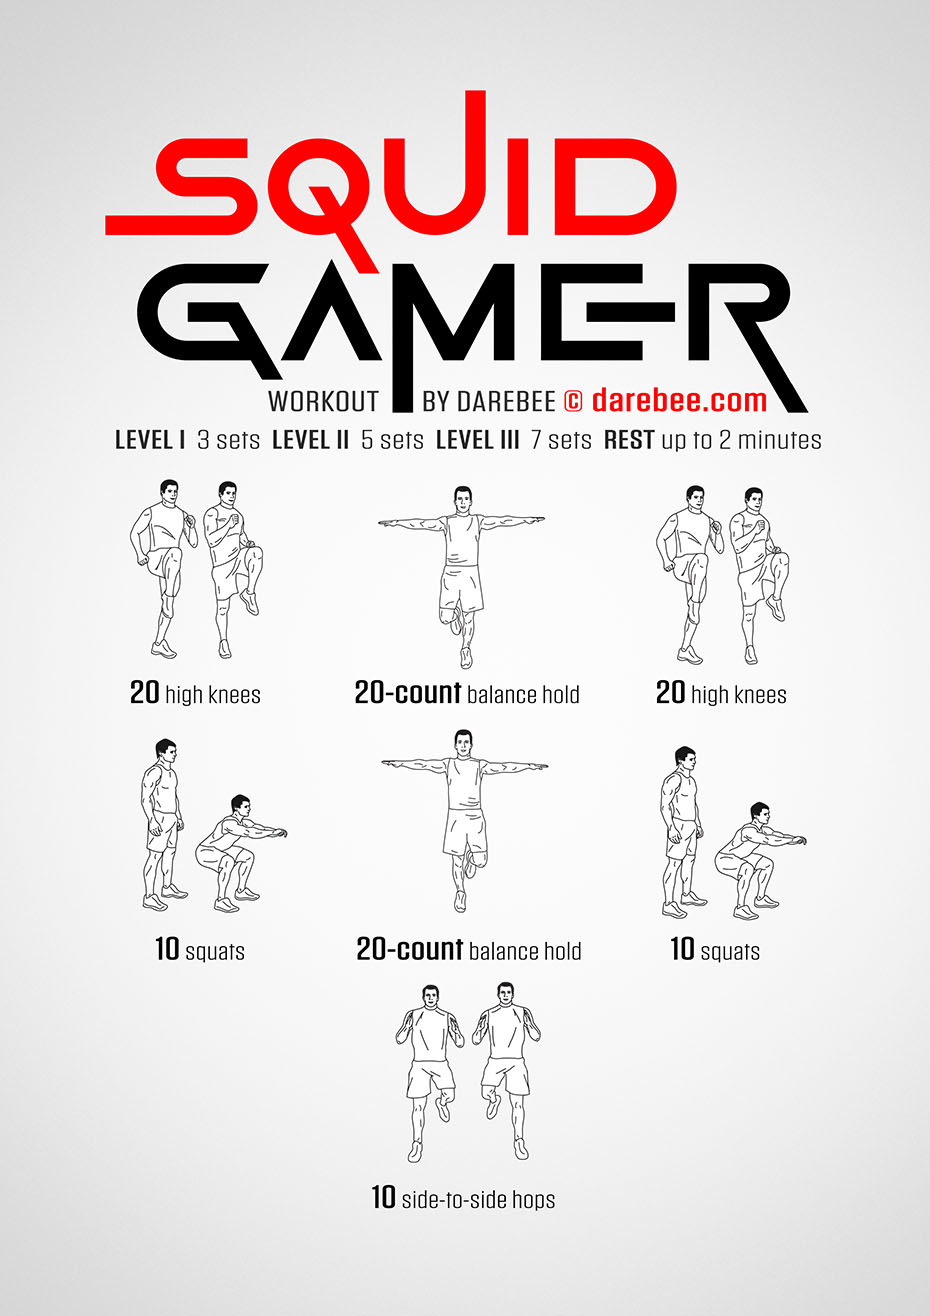 SQUID
GAMER
WORKOUT BY DAREBEE © darebee.com
LEVEL I 3 sets LEVEL II 5 sets LEVEL III 7 sets REST up to 2 minutes
20 high knees
20-count balance hold
20 high knees
10 squats
20-count balance hold
10 squats
10 side-to-side hops